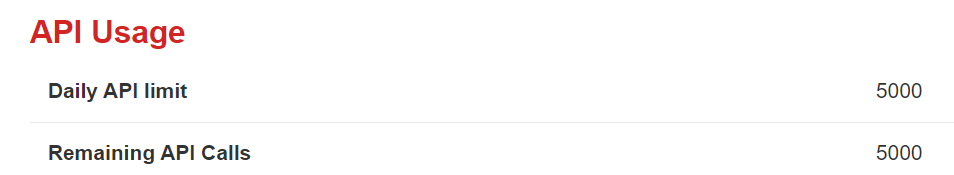 API Usage
Daily API limit 5000
Remaining API Calls 5000